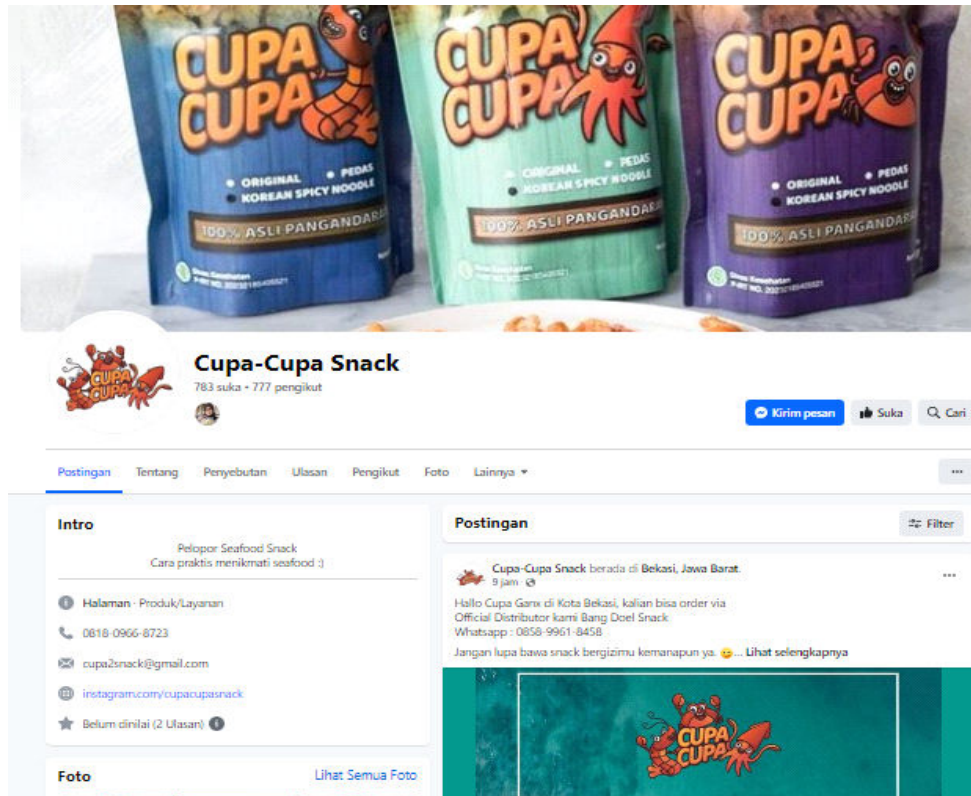 CUPA
CUPA
ORIGINAL
PEDAS
KOREAN SPICY NOODLE
100% ASLI PANGANDARA
CUPA
CUPA
ORIGINAL
PEDAS
KOREAN SPICY NOODLE
100% ASLI PANGANDAR
CUPA
CUPA
ORIGINAL
PEDAS
KOREAN SPICY NOODLE
100% ASLI PANGANDARA
CUPA
CUPA
Cupa-Cupa Snack
783 suka • 777 pengikut
Kirim pesan
Suka
Cari
Postingan
Tentang
Penyebutan
Ulasan
Pengikut
Foto
Lainnya
Intro
Pelopor Seafood Snack
Cara praktis menikmati seafood :)
Halaman · Produk/Layanan
0818-0966-8723
cupa2snack@gmail.com
instagram.com/cupacupasnack
Belum dinilai (2 Ulasan)
Foto
Lihat Semua Foto
Postingan
Filter
Cupa-Cupa Snack berada di Bekasi, Jawa Barat.
9 jam ·
Hallo Cupa Ganx di Kota Bekasi, kalian bisa order via
Official Distributor kami Bang Doel Snack
Whatsapp : 0858-9961-8458
Jangan lupa bawa snack bergizimu kemanapun ya. 😉... Lihat selengkapnya
CUPA
CUPA